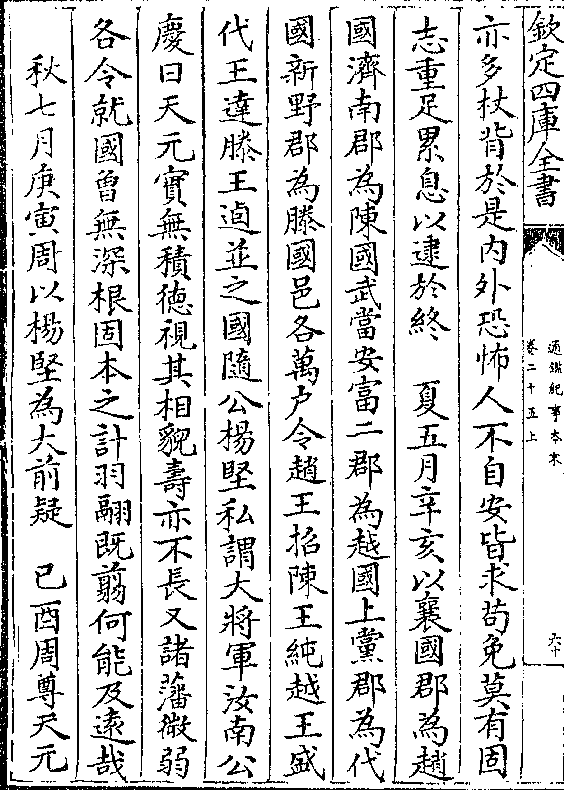 欽定四庫全書
通鑑紀事本末
卷二十五上
六十
亦多杖背於是内外恐怖人不自安皆求苟免莫有固
志重足累息以逮於終　夏五月辛亥以襄國郡為趙
國濟南郡為陳國武當安富二郡為越國上黨郡為代
國新野郡為滕國邑各萬户令趙王招陳王純越王盛
代王達滕王逌並之國隨公楊堅私謂大將軍汝南公
慶曰天元實無積徳視其相貌壽亦不長又諸藩微弱
各令就國曾無深根固本之計羽翮既剪何能及遠哉
秋七月庚寅周以楊堅為大前疑　己酉周尊天元